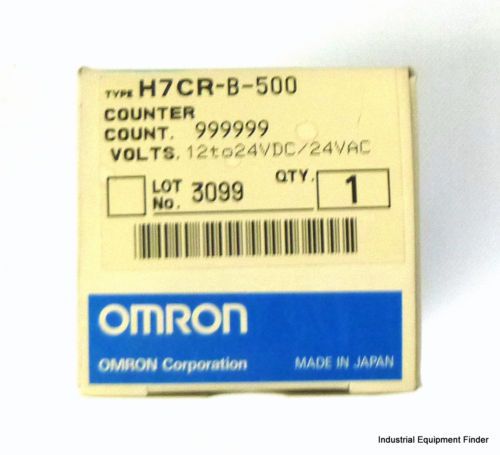 TYPE H7CR-B-500
COUNTER
COUNT. 999999
VOLTS. 12to24VDC/24VAC
LOT No. 3099 QTY. 1
OMRON
OMRON Corporation MADE IN JAPAN
Industrial Equipment Finder